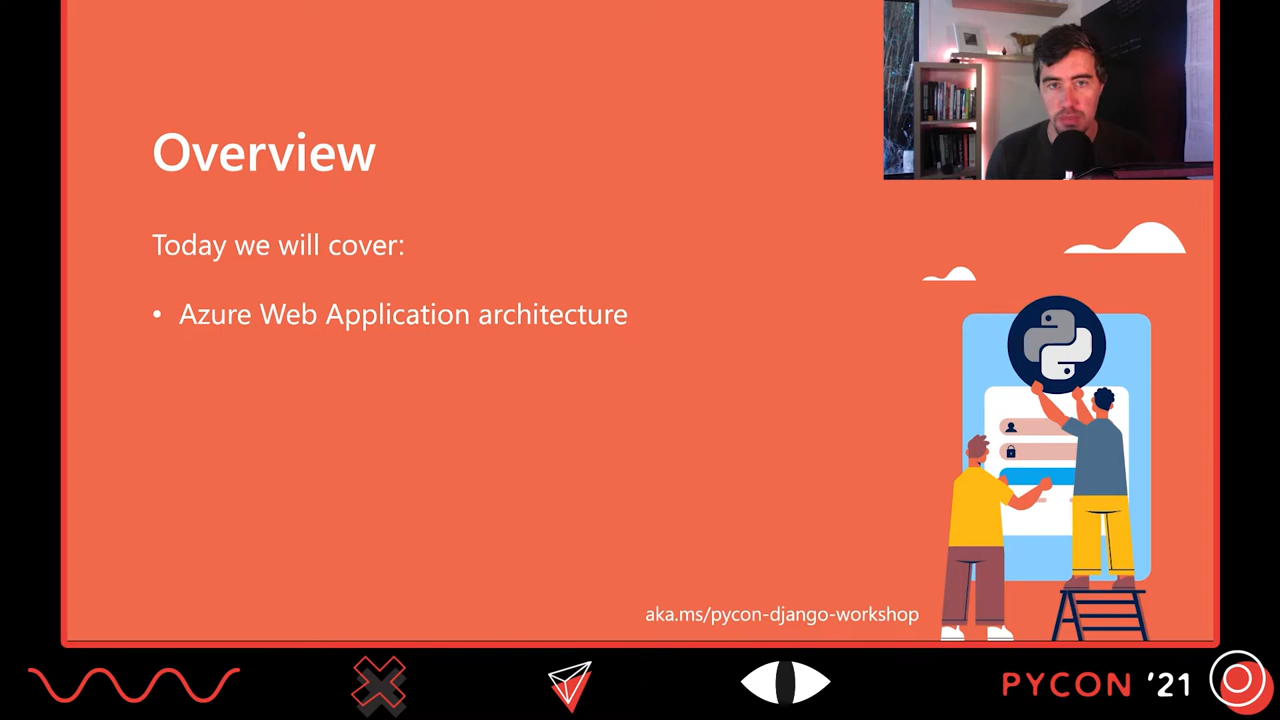 Overview
Today we will cover:
• Azure Web Application architecture
aka.ms/pycon-django-workshop
PYCON '21